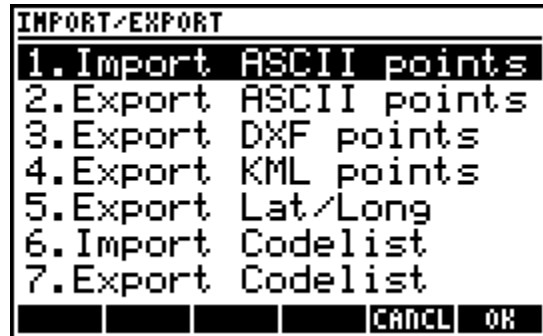 IMPORT/EXPORT
1.Import ASCII points
2.Export ASCII points
3.Export DXF points
4.Export KML points
5.Export Lat/Long
6.Import Codelist
7.Export Codelist
CANCL OK